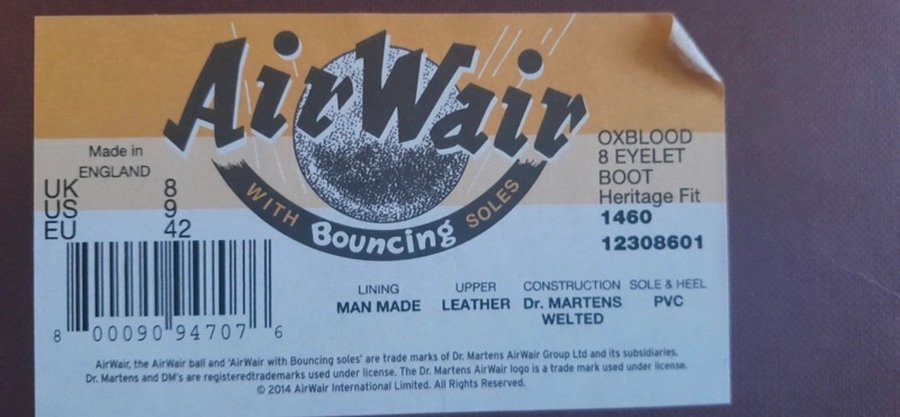 AirWair
WITH Bouncing SOLES
Made in
ENGLAND
UK 8
US 9
EU 42
OXBLOOD
8 EYELET
BOOT
Heritage Fit
1460
12308601
LINING UPPER CONSTRUCTION SOLE & HEEL
MAN MADE LEATHER Dr. MARTENS PVC
WELTED
8 00090 94707 6
AirWair, the AirWair ball and 'AirWair with Bouncing soles' are trade marks of Dr. Martens AirWair Group Ltd and its subsidiaries.
Dr. Martens and DM's are registeredtrademarks used under license. The Dr. Martens AirWair logo is a trade mark used under license.
© 2014 AirWair International Limited. All Rights Reserved.